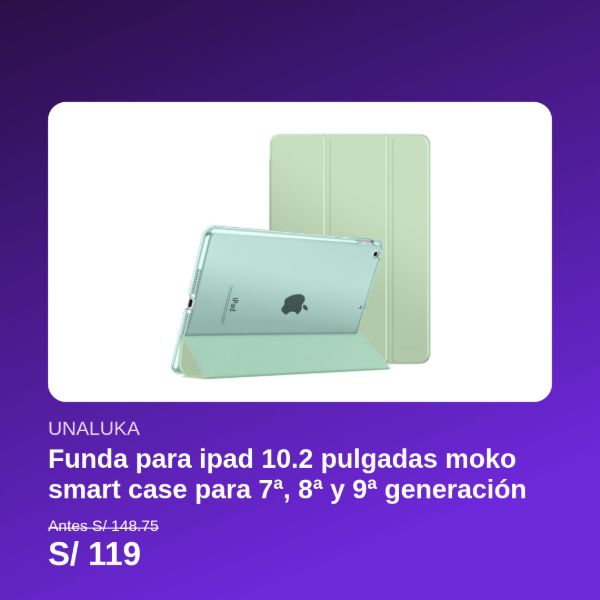 iPad
UNALUKA
Funda para ipad 10.2 pulgadas moko
smart case para 7ª, 8ª y 9ª generación
Antes S/ 148.75
S/ 119